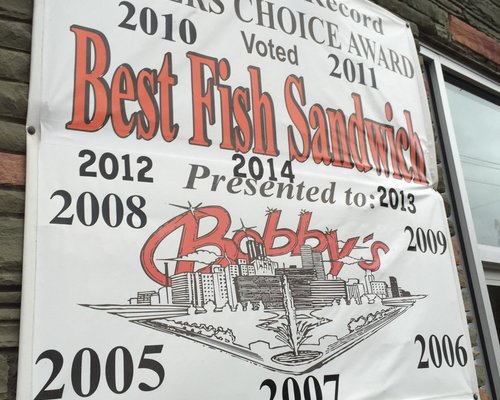 Record
ERS CHOICE AWARD
2010 Voted 2011
Best Fish Sandwich
2012 2014
Presented to: 2013
2008 Bobby's 2009
2005 2006
2007